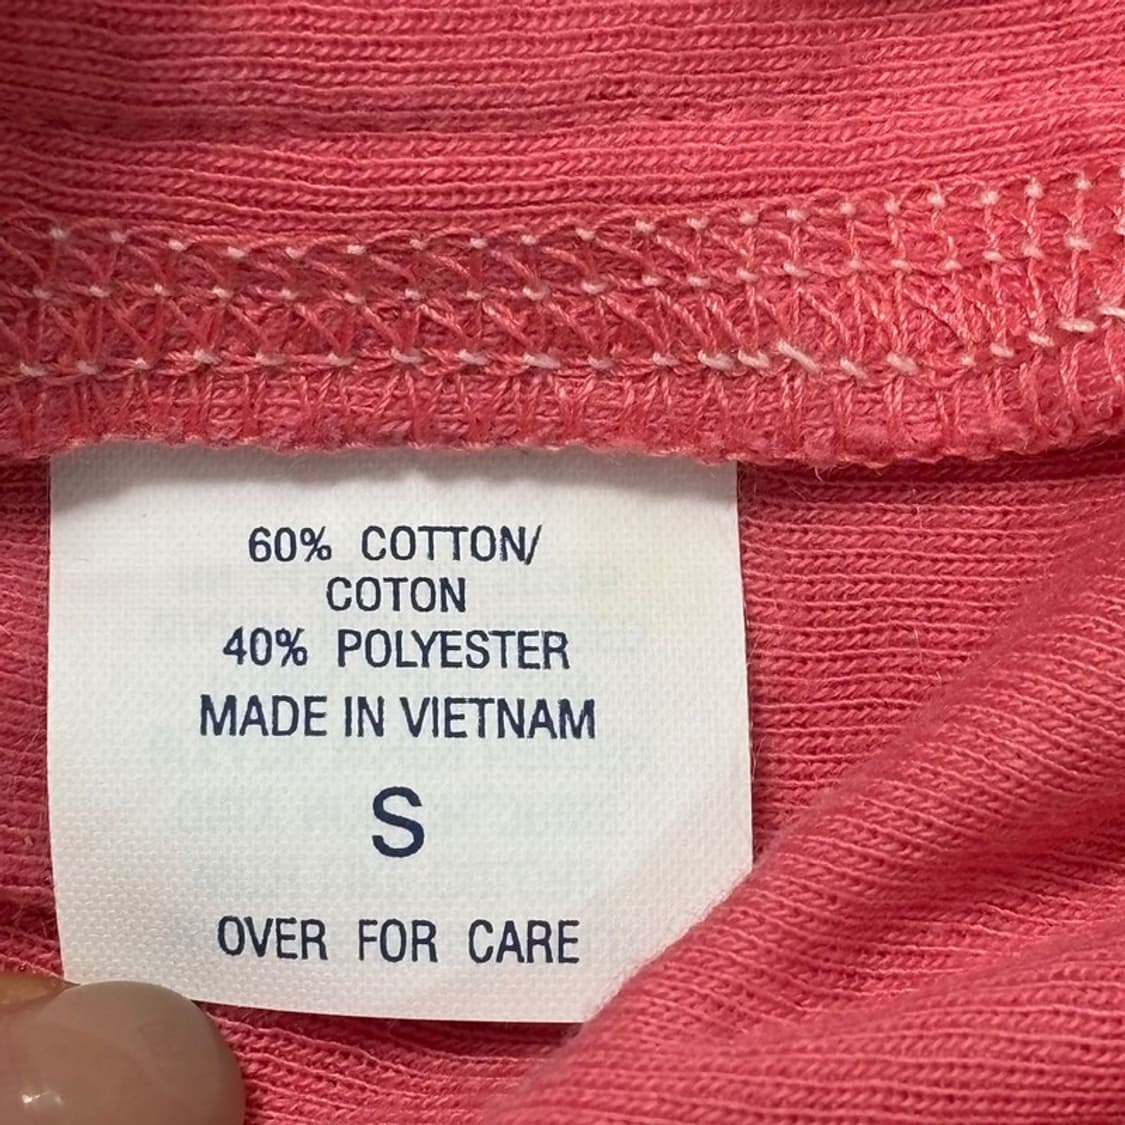 60% COTTON/
COTON
40% POLYESTER
MADE IN VIETNAM
S
OVER FOR CARE